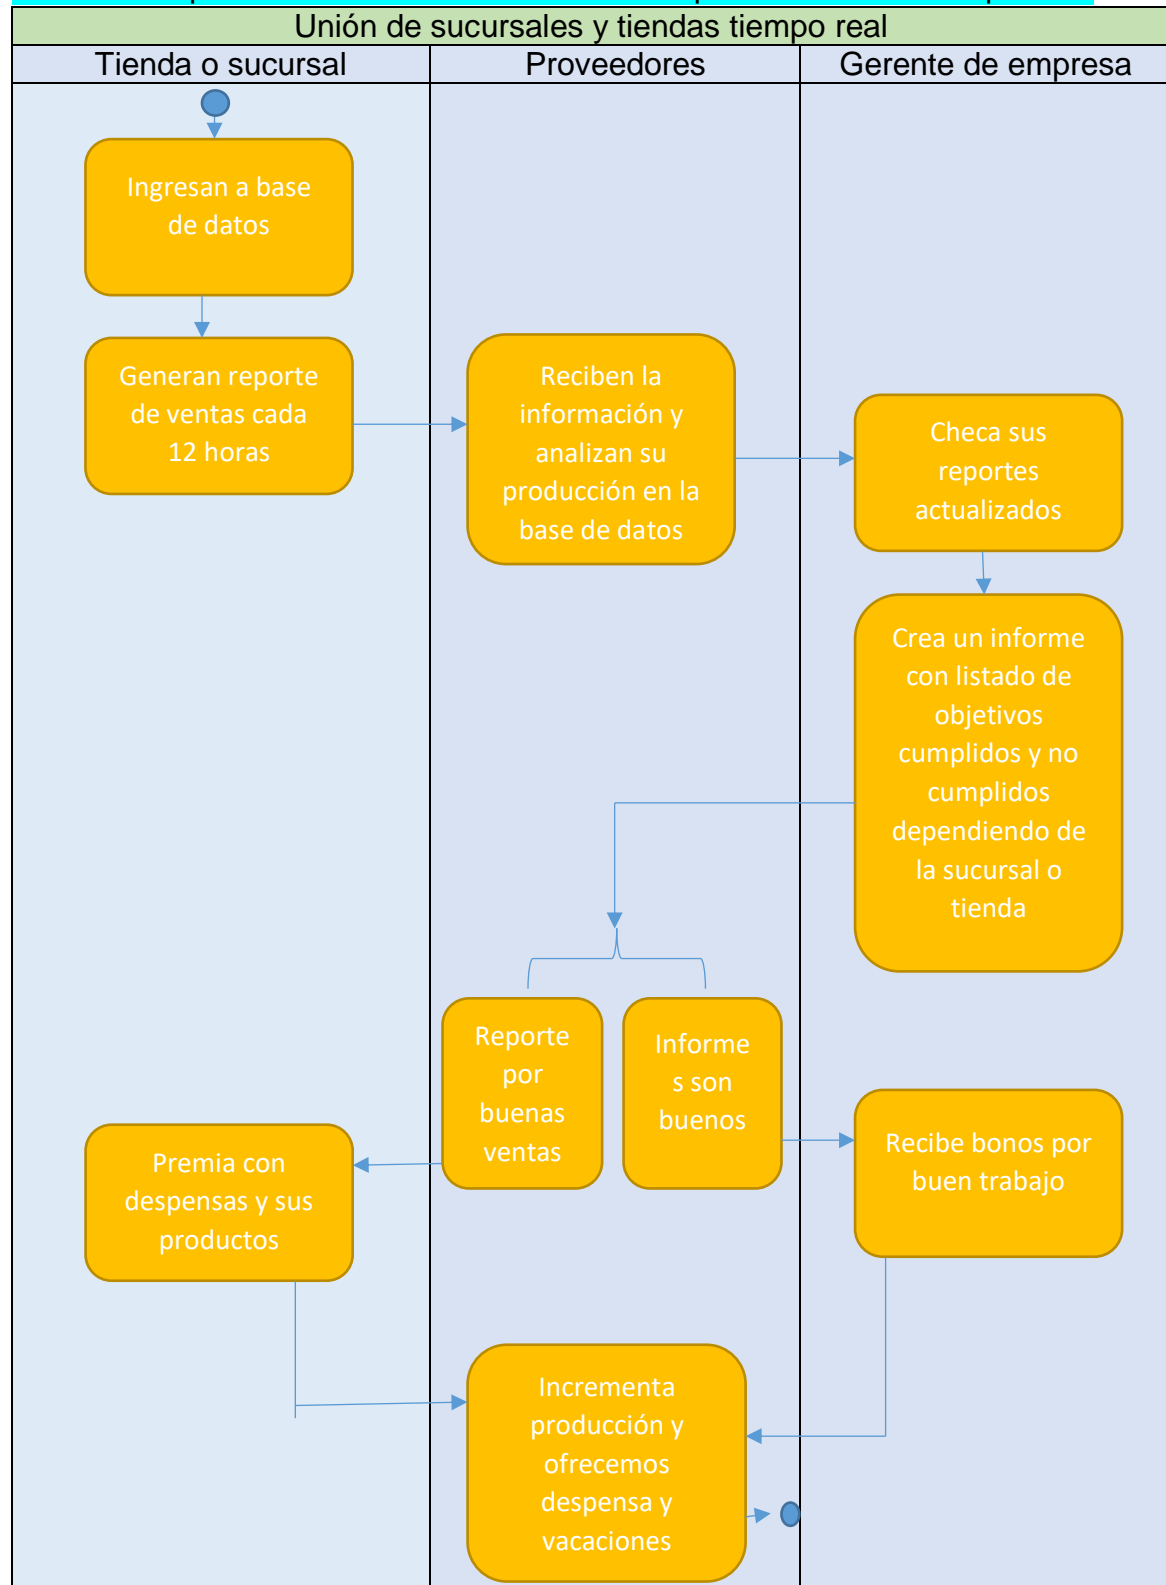 Unión de sucursales y tiendas tiempo real
Tienda o sucursal
Proveedores
Gerente de empresa
Ingresan a base
de datos
Generan reporte
de ventas cada
12 horas
Reciben la
información y
analizan su
producción en la
base de datos
Checa sus
reportes
actualizados
Crea un informe
con listado de
objetivos
cumplidos y no
cumplidos
dependiendo de
la sucursal o
tienda
Reporte
por
buenas
ventas
Informe
s son
buenos
Premia con
despensas y sus
productos
Recibe bonos por
buen trabajo
Incrementa
producción y
ofrecemos
despensa y
vacaciones